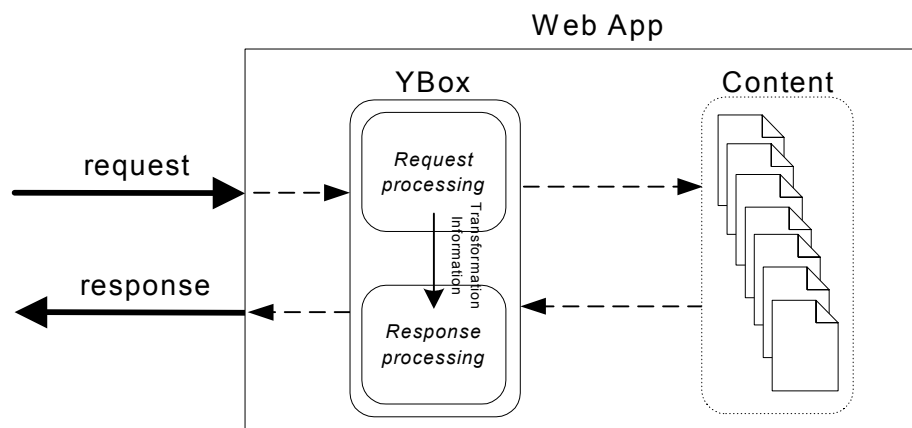 Web App
YBox
Content
request
Request
processing
Transformation
Information
response
Response
processing